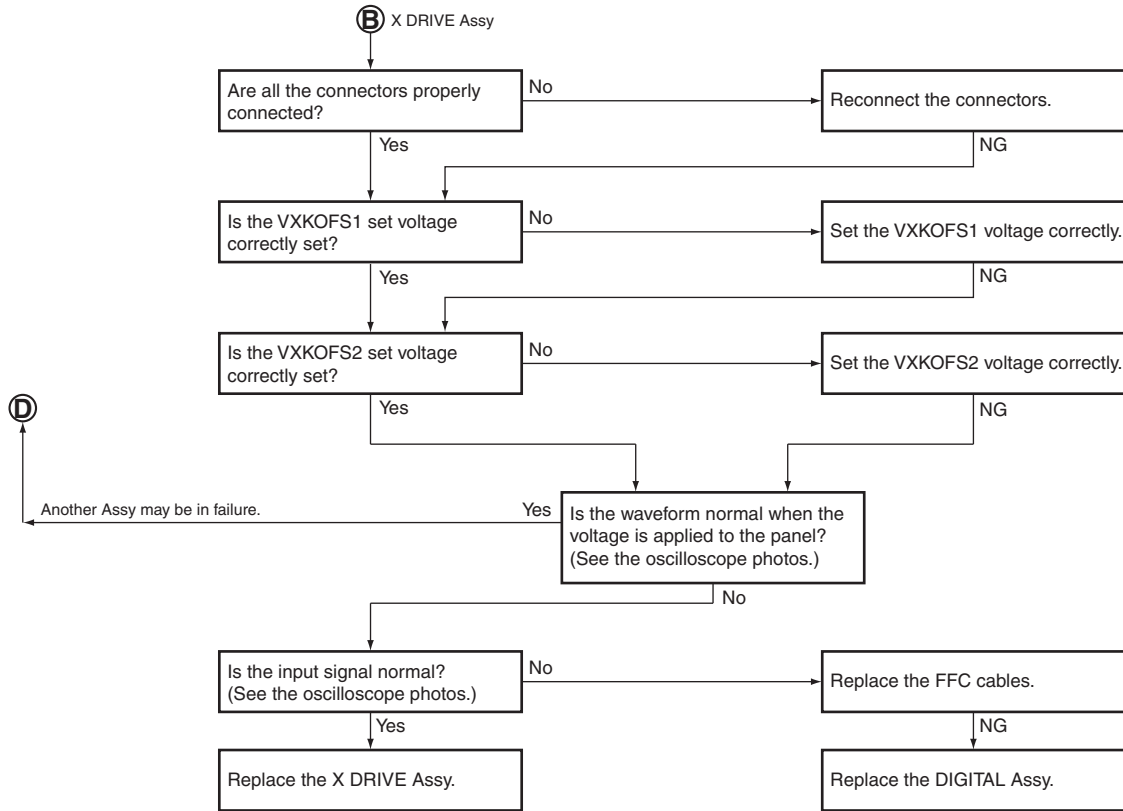 B X DRIVE Assy
Are all the connectors properly
connected?
No
Reconnect the connectors.
Yes
NG
Is the VXKOFS1 set voltage
correctly set?
No
Set the VXKOFS1 voltage correctly.
Yes
NG
Is the VXKOFS2 set voltage
correctly set?
No
Set the VXKOFS2 voltage correctly.
Yes
NG
D
Another Assy may be in failure.
Yes
Is the waveform normal when the
voltage is applied to the panel?
(See the oscilloscope photos.)
No
Is the input signal normal?
(See the oscilloscope photos.)
No
Replace the FFC cables.
Yes
NG
Replace the X DRIVE Assy.
Replace the DIGITAL Assy.